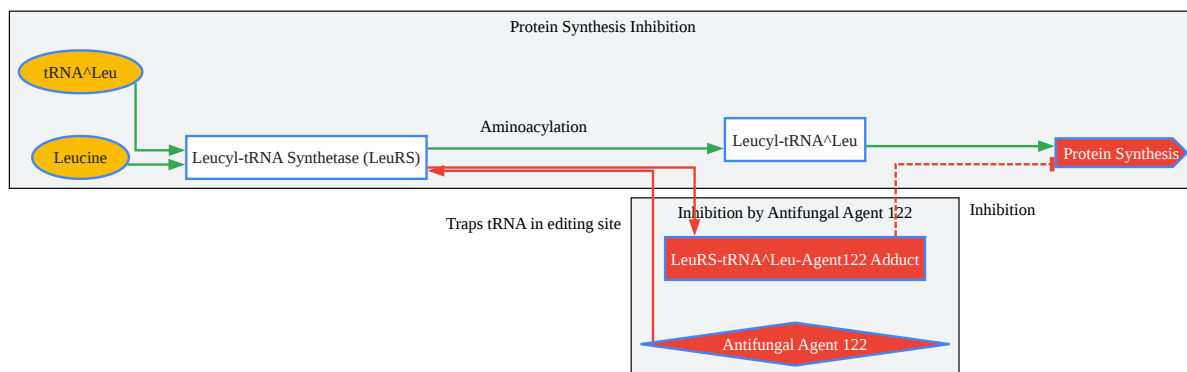 Protein Synthesis Inhibition
tRNA^Leu
Leucine
Leucyl-tRNA Synthetase (LeuRS)
Aminoacylation
Leucyl-tRNA^Leu
Protein Synthesis
Traps tRNA in editing site
Inhibition by Antifungal Agent 122
Inhibition
LeuRS-tRNA^Leu-Agent122 Adduct
Antifungal Agent 122